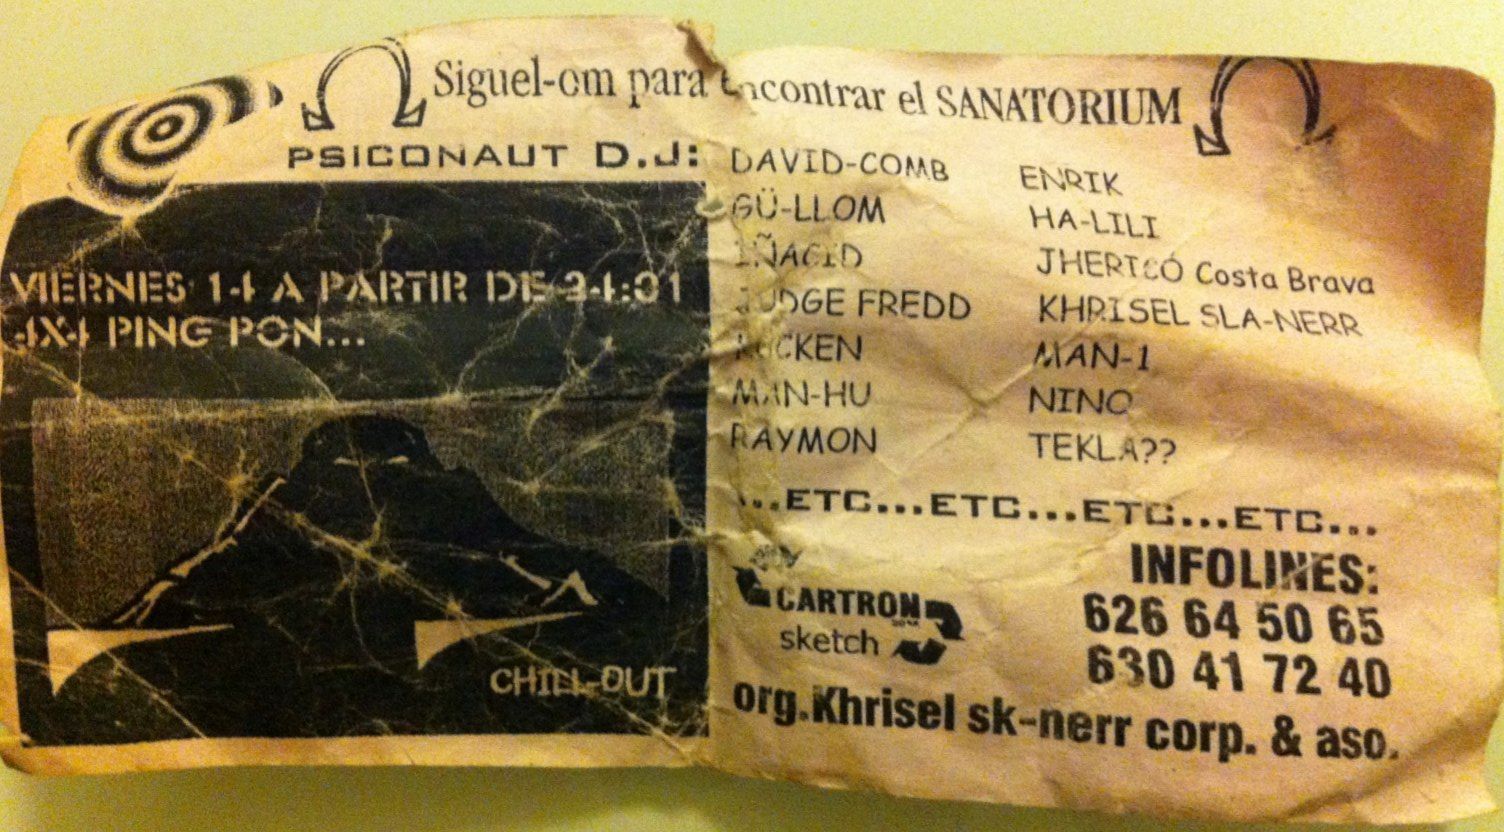 Siguel-om para encontrar el SANATORIUM
PSICONAUT D.J:
DAVID-COMB
GÜ-LLOM
IÑACID
JUDGE FREDD
MAN-HU
RAYMON
ENRIK
HA-LILI
JHERICÓ Costa Brava
KHRISEL SLA-NERR
MAN-1
NINO
TEKLA??
...ETC...ETC...ETC...ETC...
VIERNES 14 A PARTIR DE 24:01
4X4 PING PON...
CHILL-OUT
CARTRON
sketch
INFOLINES:
626 64 50 65
630 41 72 40
org.Khrisel sk-nerr corp. & aso.